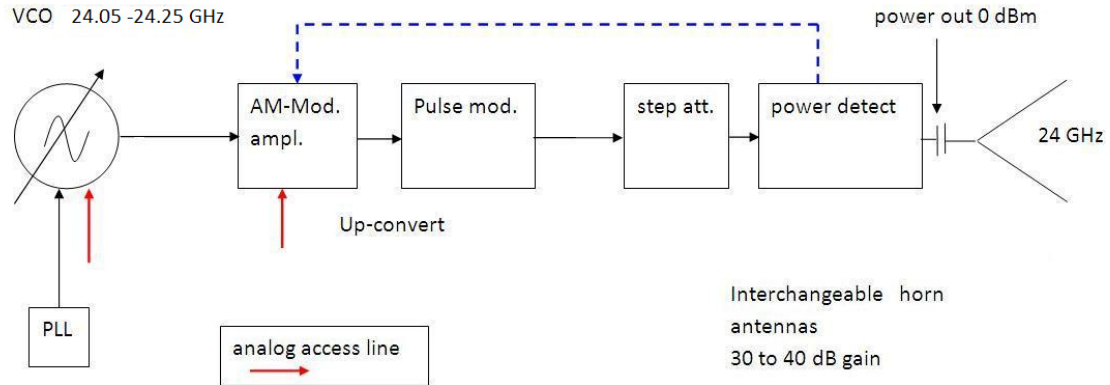 VCO 24.05 -24.25 GHz
power out 0 dBm
AM-Mod.
ampl.
Pulse mod.
step att.
power detect
24 GHz
Up-convert
PLL
analog access line
Interchangeable horn
antennas
30 to 40 dB gain